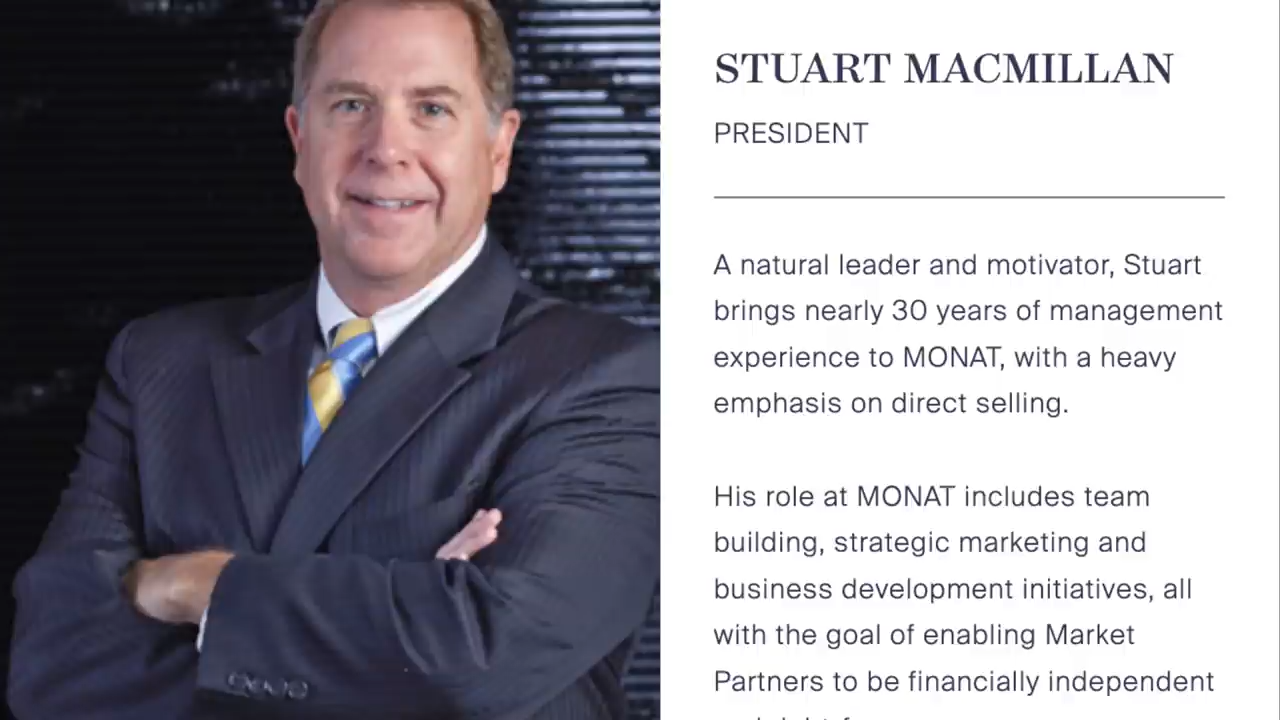 STUART MACMILLAN
PRESIDENT
A natural leader and motivator, Stuart
brings nearly 30 years of management
experience to MONAT, with a heavy
emphasis on direct selling.
His role at MONAT includes team
building, strategic marketing and
business development initiatives, all
with the goal of enabling Market
Partners to be financially independent